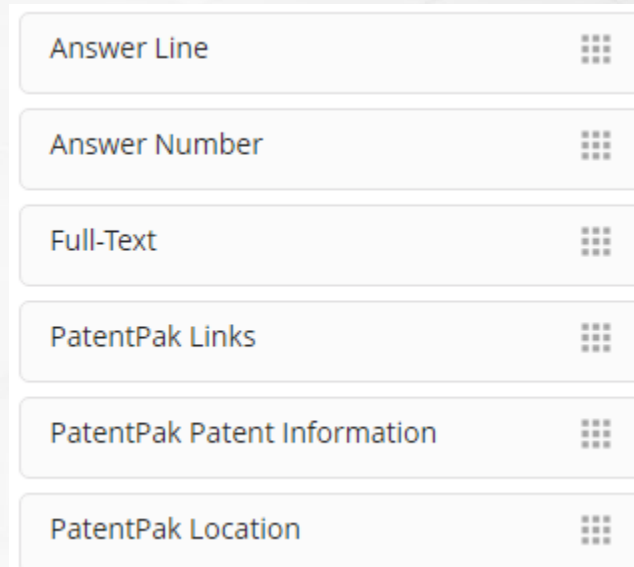 Answer Line
Answer Number
Full-Text
PatentPak Links
PatentPak Patent Information
PatentPak Location